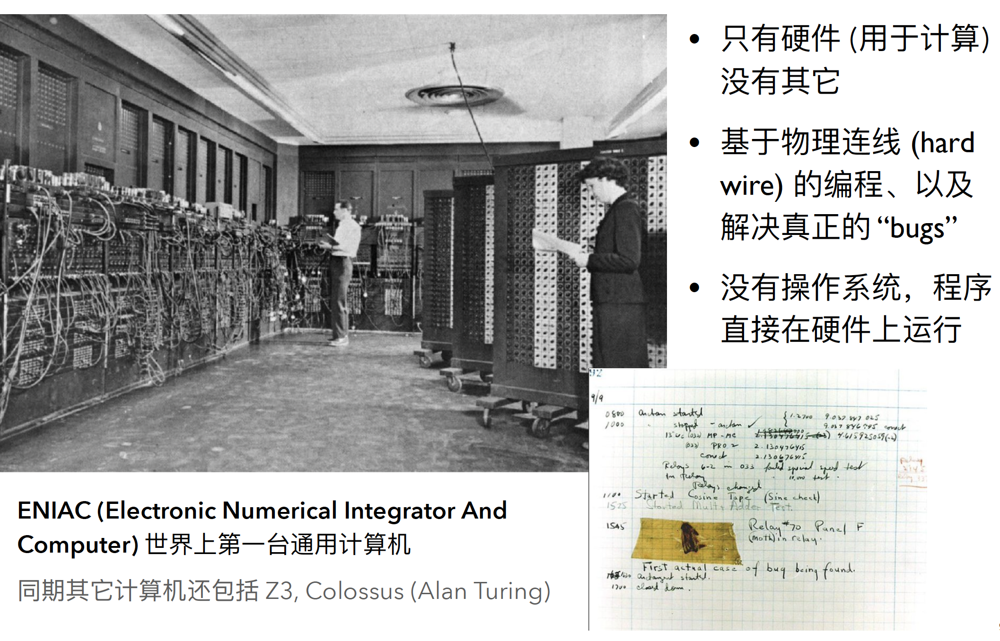 只有硬件 (用于计算)
没有其它
基于物理连线 (hard
wire) 的编程、以及
解决真正的 “bugs”
没有操作系统，程序
直接在硬件上运行
ENIAC (Electronic Numerical Integrator And
Computer) 世界上第一台通用计算机
同期其它计算机还包括 Z3, Colossus (Alan Turing)
92
9/9
0800 arctan started {1.2700 9.037 847 025
1000 " stopped - arctan ✓ 9.037 846 995 correct
(032) MP - MC 4.615925059(-2)
(033) PRO 2 2.130476415
correct 2.130676415
Relays 6-2 in 033 failed special speed test
in Relay " 10,000 test.
Relays changed
1100 Started Cosine Tape (Sine check)
1525 Started Mult + Adder Test.
1545 Relay #70 Panel F
(moth) in relay.
First actual case of bug being found.
1630 arctangent started.
1700 closed down.